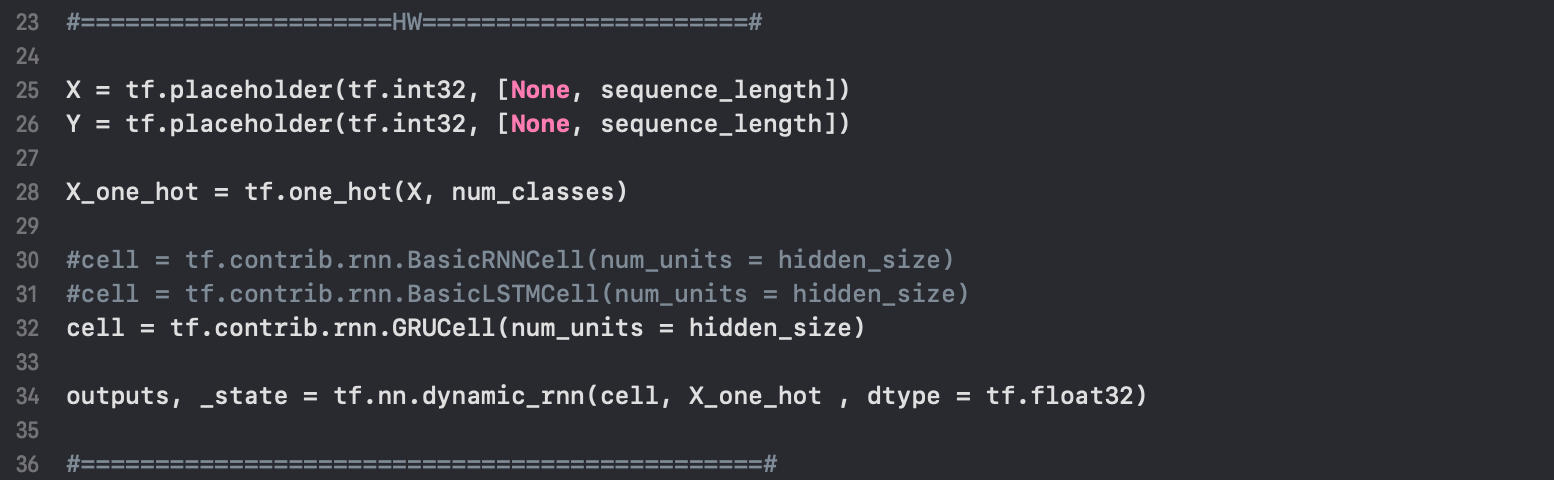 23 #=====================HW======================#
24
25 X = tf.placeholder(tf.int32, [None, sequence_length])
26 Y = tf.placeholder(tf.int32, [None, sequence_length])
27
28 X_one_hot = tf.one_hot(X, num_classes)
29
30 #cell = tf.contrib.rnn.BasicRNNCell(num_units = hidden_size)
31 #cell = tf.contrib.rnn.BasicLSTMCell(num_units = hidden_size)
32 cell = tf.contrib.rnn.GRUCell(num_units = hidden_size)
33
34 outputs, _state = tf.nn.dynamic_rnn(cell, X_one_hot , dtype = tf.float32)
35
36 #==============================================#